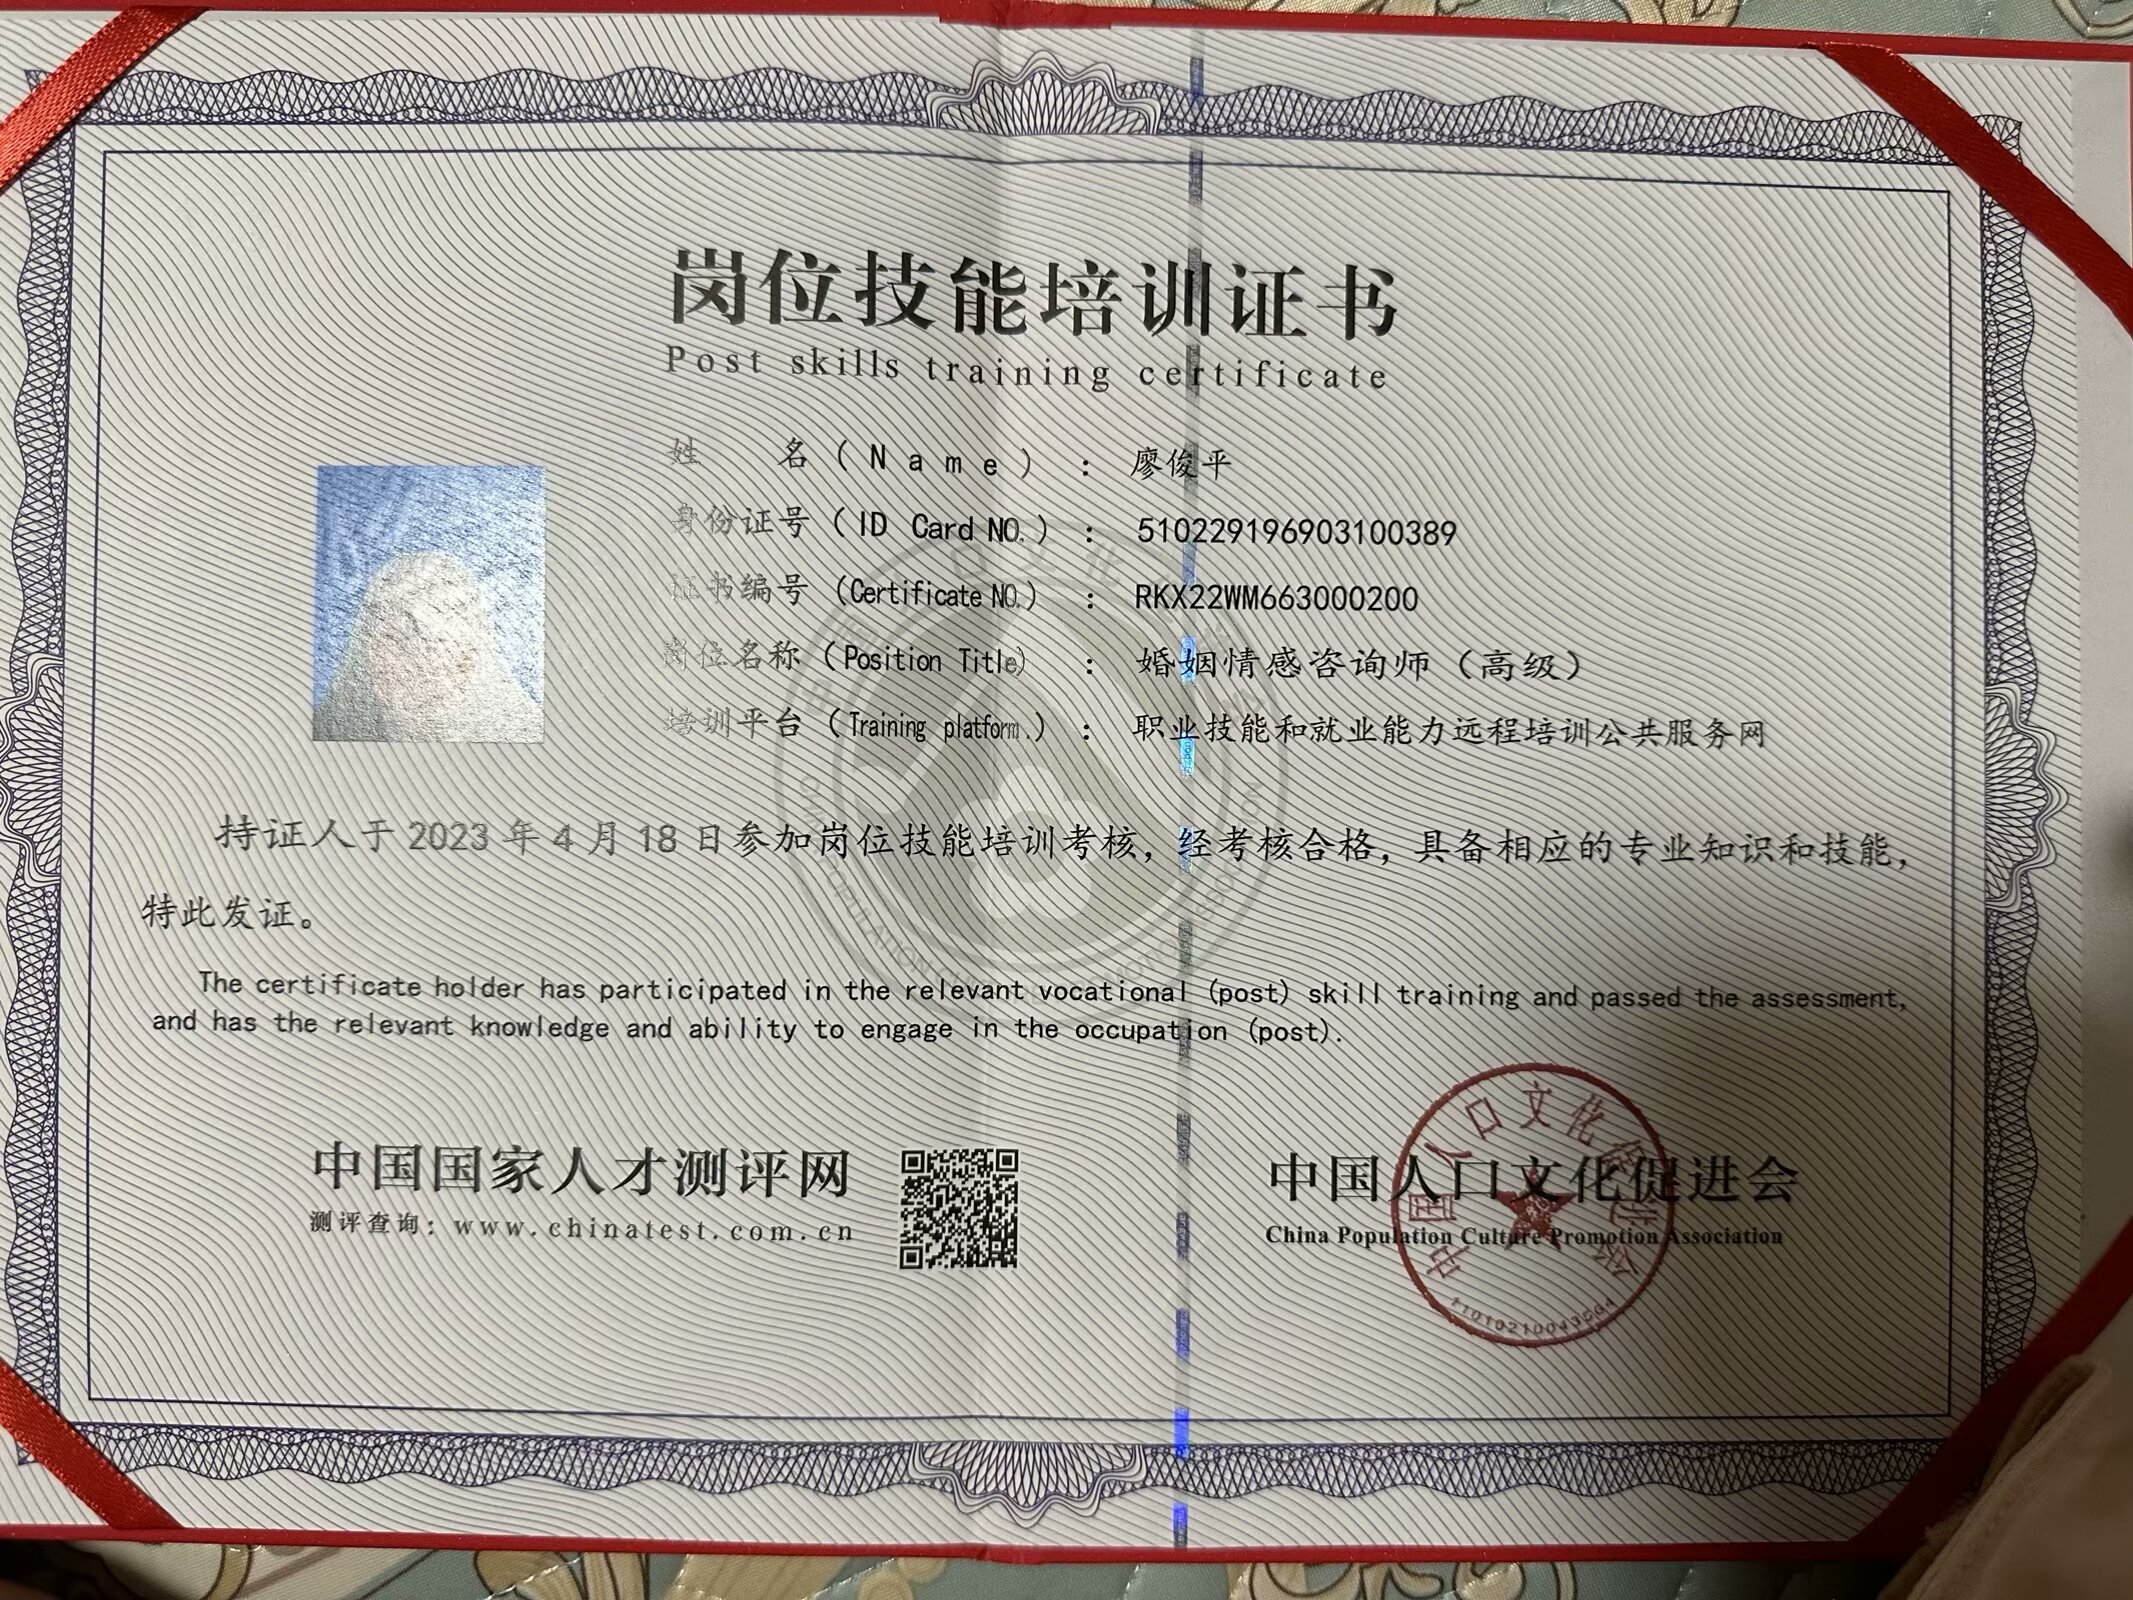 岗位技能培训证书
Post skills training certificate
姓 名（Name）：廖俊平
身份证号（ID Card NO.）：510229196903100389
证书编号（Certificate NO.）：RKX22WM663000200
岗位名称（Position Title）：婚姻情感咨询师（高级）
培训平台（Training platform.）：职业技能和就业能力远程培训公共服务网
持证人于 2023 年 4 月 18 日参加岗位技能培训考核，经考核合格，具备相应的专业知识和技能，
特此发证。
The certificate holder has participated in the relevant vocational (post) skill training and passed the assessment,
and has the relevant knowledge and ability to engage in the occupation (post).
中国国家人才测评网
测评查询：www.chinatest.com.cn
中国人口文化促进会
China Population Culture Promotion Association
中国人口文化促进会